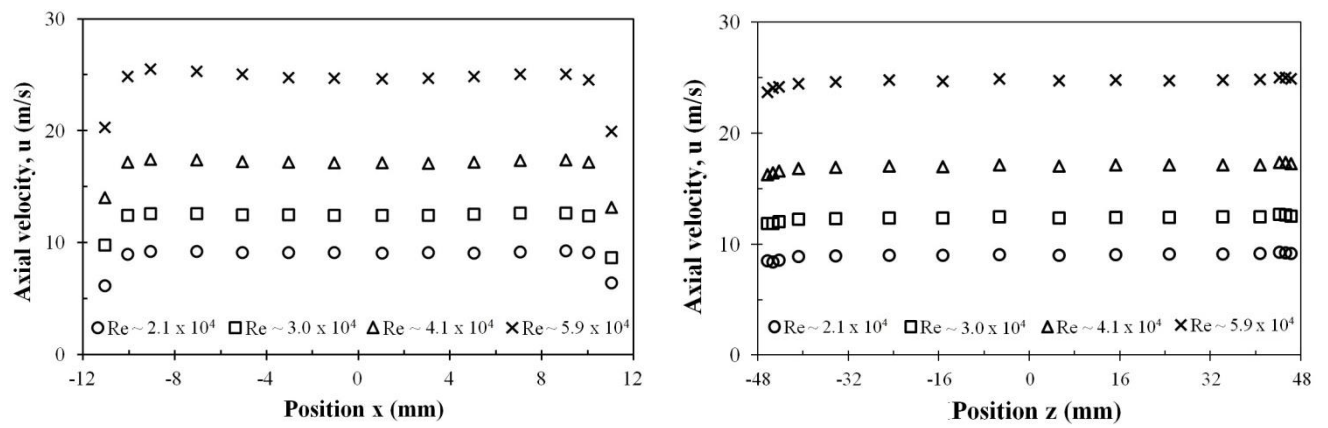 Axial velocity, u (m/s)
30
20
10
0
○ Re ~ 2.1 x 10⁴ □ Re ~ 3.0 x 10⁴ △ Re ~ 4.1 x 10⁴ × Re ~ 5.9 x 10⁴
-12 -8 -4 0 4 8 12
Position x (mm)
Axial velocity, u (m/s)
30
20
10
0
○ Re ~ 2.1 x 10⁴ □ Re ~ 3.0 x 10⁴ △ Re ~ 4.1 x 10⁴ × Re ~ 5.9 x 10⁴
-48 -32 -16 0 16 32 48
Position z (mm)